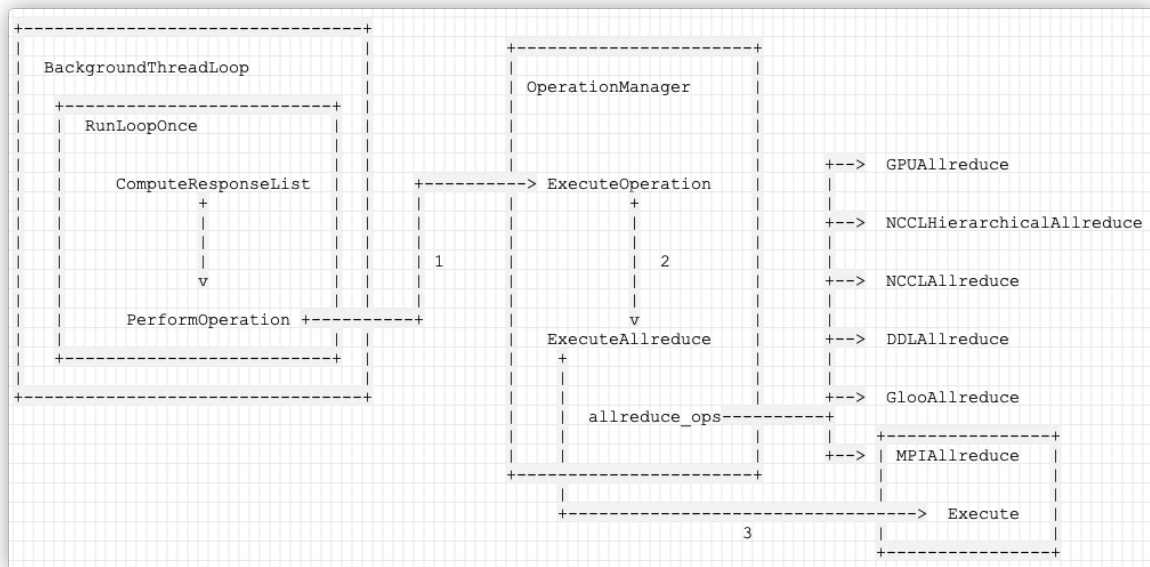 BackgroundThreadLoop
RunLoopOnce
ComputeResponseList
PerformOperation
1
OperationManager
ExecuteOperation
2
ExecuteAllreduce
allreduce_ops
GPUAllreduce
NCCLHierarchicalAllreduce
NCCLAllreduce
DDLAllreduce
GlooAllreduce
MPIAllreduce
Execute
3